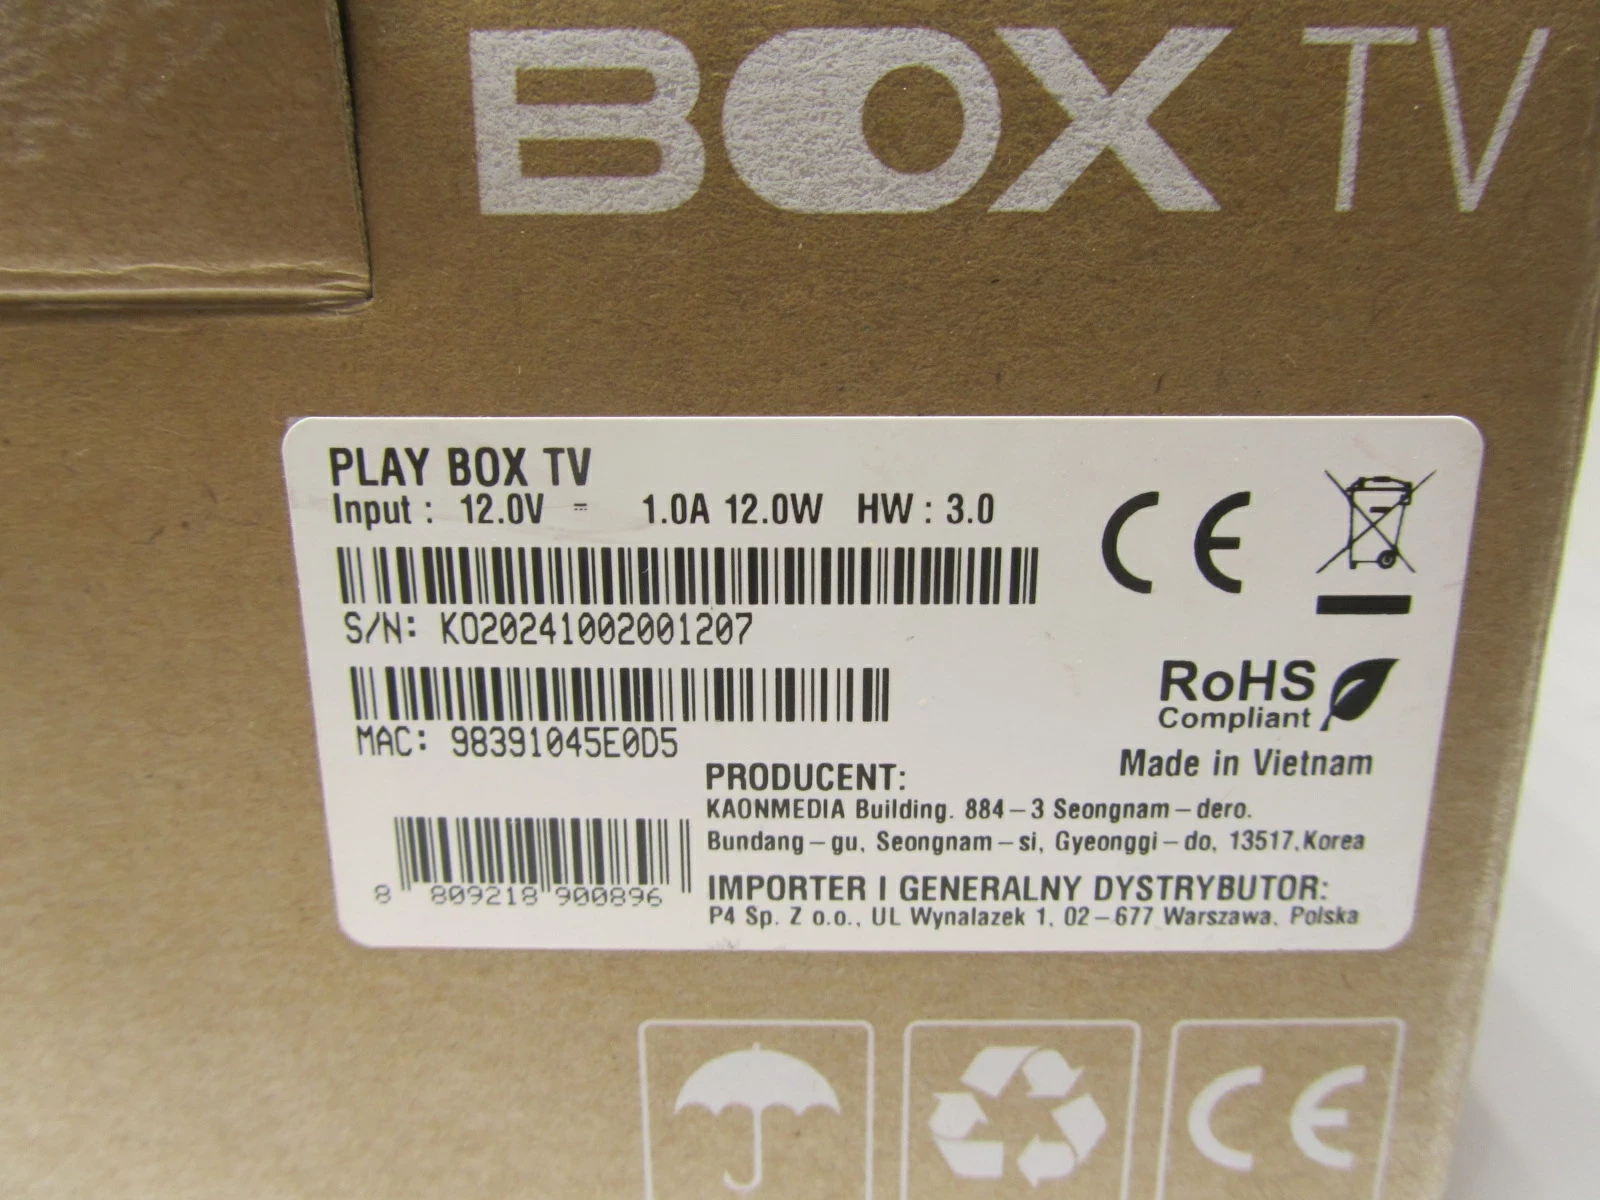 BOX TV
PLAY BOX TV
Input : 12.0V ⎓ 1.0A 12.0W HW : 3.0
S/N: KO20241002001207
MAC: 98391045E0D5
CE
RoHS
Compliant
Made in Vietnam
PRODUCENT:
KAONMEDIA Building. 884-3 Seongnam-dero.
Bundang-gu, Seongnam-si, Gyeonggi-do, 13517, Korea
8 809218 900896
IMPORTER I GENERALNY DYSTRYBUTOR:
P4 Sp. Z o.o., UL Wynalazek 1, 02-677 Warszawa, Polska
CE